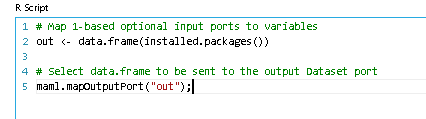 R Script
1 # Map 1-based optional input ports to variables
2 out <- data.frame(installed.packages())
3
4 # Select data.frame to be sent to the output Dataset port
5 maml.mapOutputPort("out");